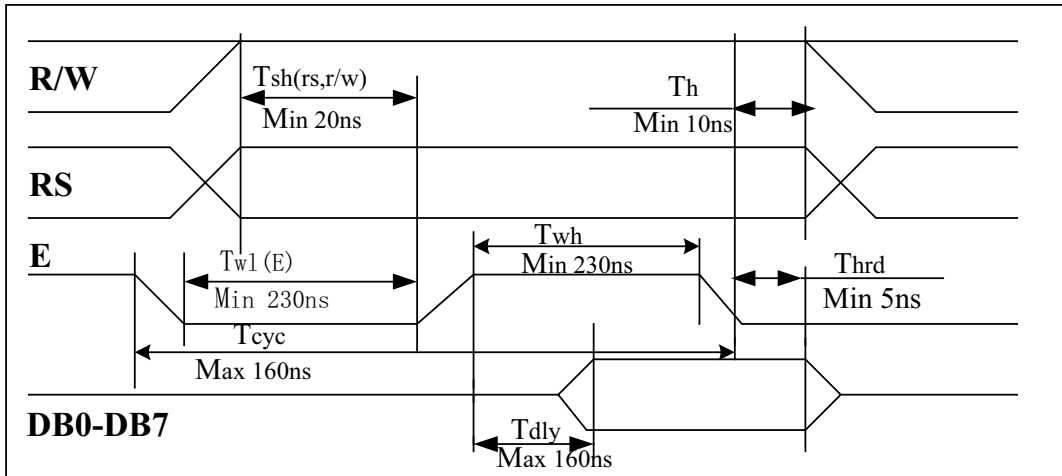 R/W
Tsh(rs,r/w)
Min 20ns
Th
Min 10ns
RS
E
Twl(E)
Min 230ns
Twh
Min 230ns
Thrd
Min 5ns
Tcyc
Max 160ns
DB0-DB7
Tdly
Max 160ns